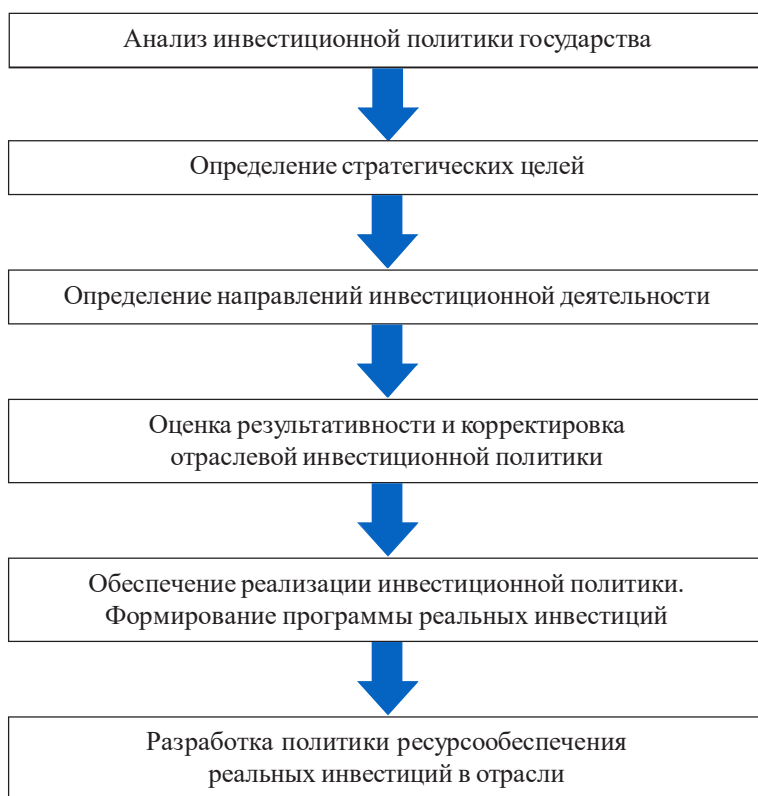 Анализ инвестиционной политики государства
Определение стратегических целей
Определение направлений инвестиционной деятельности
Оценка результативности и корректировка
отраслевой инвестиционной политики
Обеспечение реализации инвестиционной политики.
Формирование программы реальных инвестиций
Разработка политики ресурсообеспечения
реальных инвестиций в отрасли